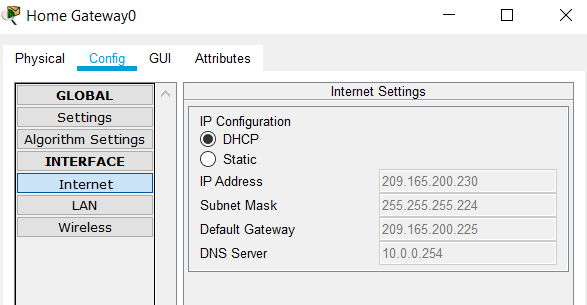 Home Gateway0
Physical Config GUI Attributes
GLOBAL
Settings
Algorithm Settings
INTERFACE
Internet
LAN
Wireless
Internet Settings
IP Configuration
DHCP
Static
IP Address 209.165.200.230
Subnet Mask 255.255.255.224
Default Gateway 209.165.200.225
DNS Server 10.0.0.254